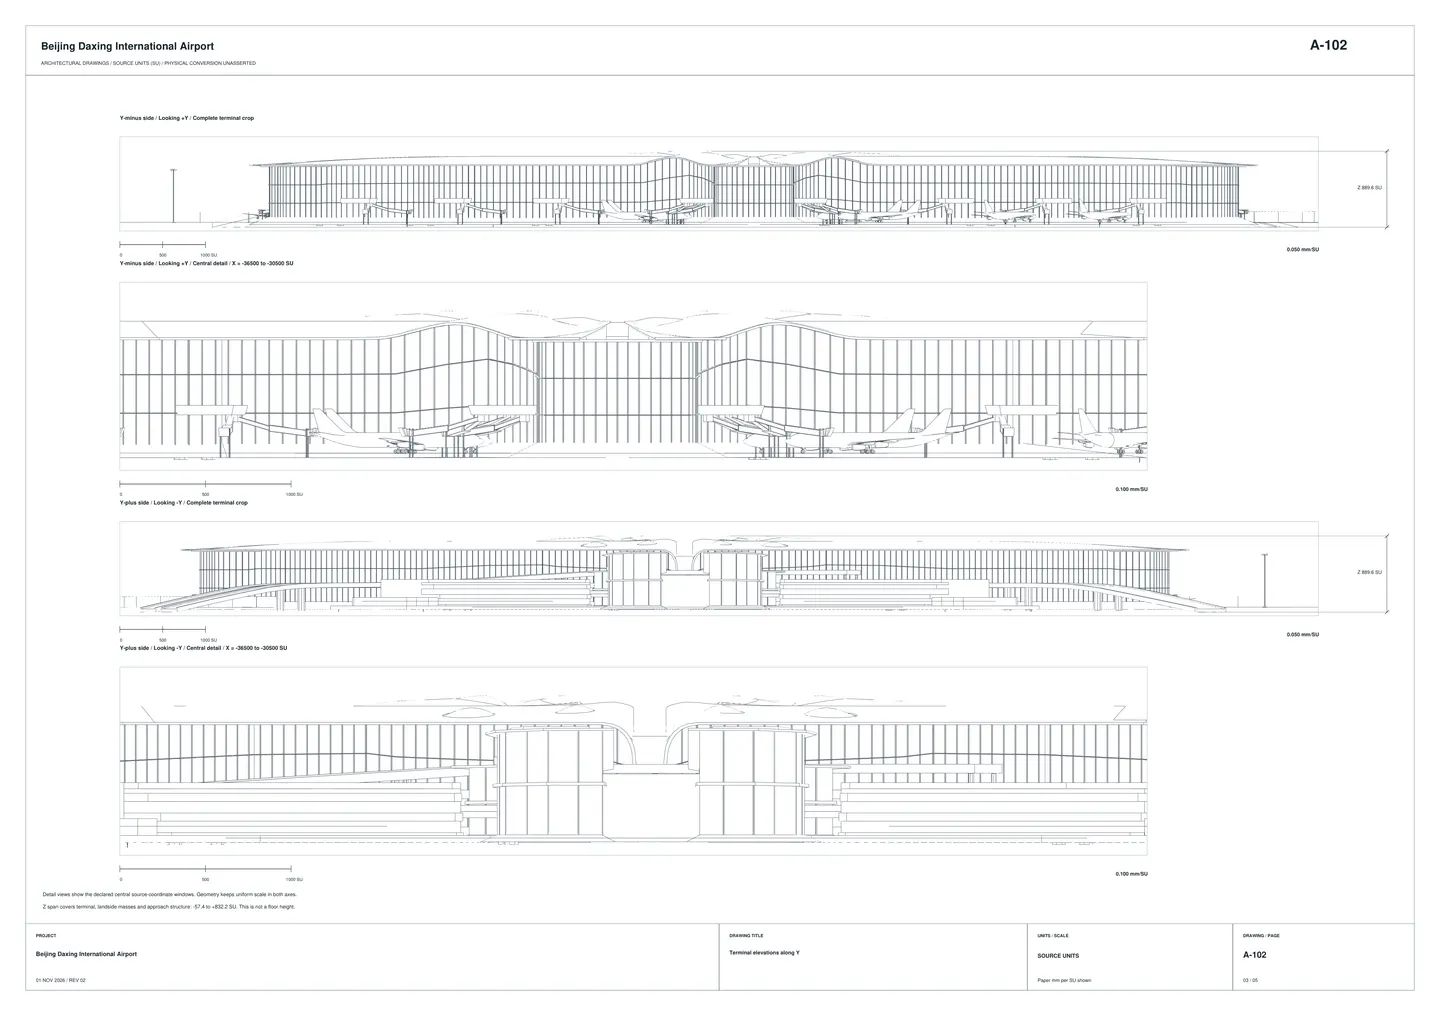 Beijing Daxing International Airport
A-102
ARCHITECTURAL DRAWINGS / SOURCE UNITS (SU) / PHYSICAL CONVERSION UNASSERTED
Y-minus side / Looking +Y / Complete terminal crop
Z 889.6 SU
0 500 1000 SU
0.050 mm/SU
Y-minus side / Looking +Y / Central detail / X = -36500 to -30500 SU
0 500 1000 SU
0.100 mm/SU
Y-plus side / Looking -Y / Complete terminal crop
Z 889.6 SU
0 500 1000 SU
0.050 mm/SU
Y-plus side / Looking -Y / Central detail / X = -36500 to -30500 SU
0 500 1000 SU
0.100 mm/SU
Detail views show the declared central source-coordinate windows. Geometry keeps uniform scale in both axes.
Z span covers terminal, landside masses and approach structure: -57.4 to +832.2 SU. This is not a floor height.
PROJECT
Beijing Daxing International Airport
01 NOV 2026 / REV 02
DRAWING TITLE
Terminal elevations along Y
UNITS / SCALE
SOURCE UNITS
Paper mm per SU shown
DRAWING / PAGE
A-102
03 / 05